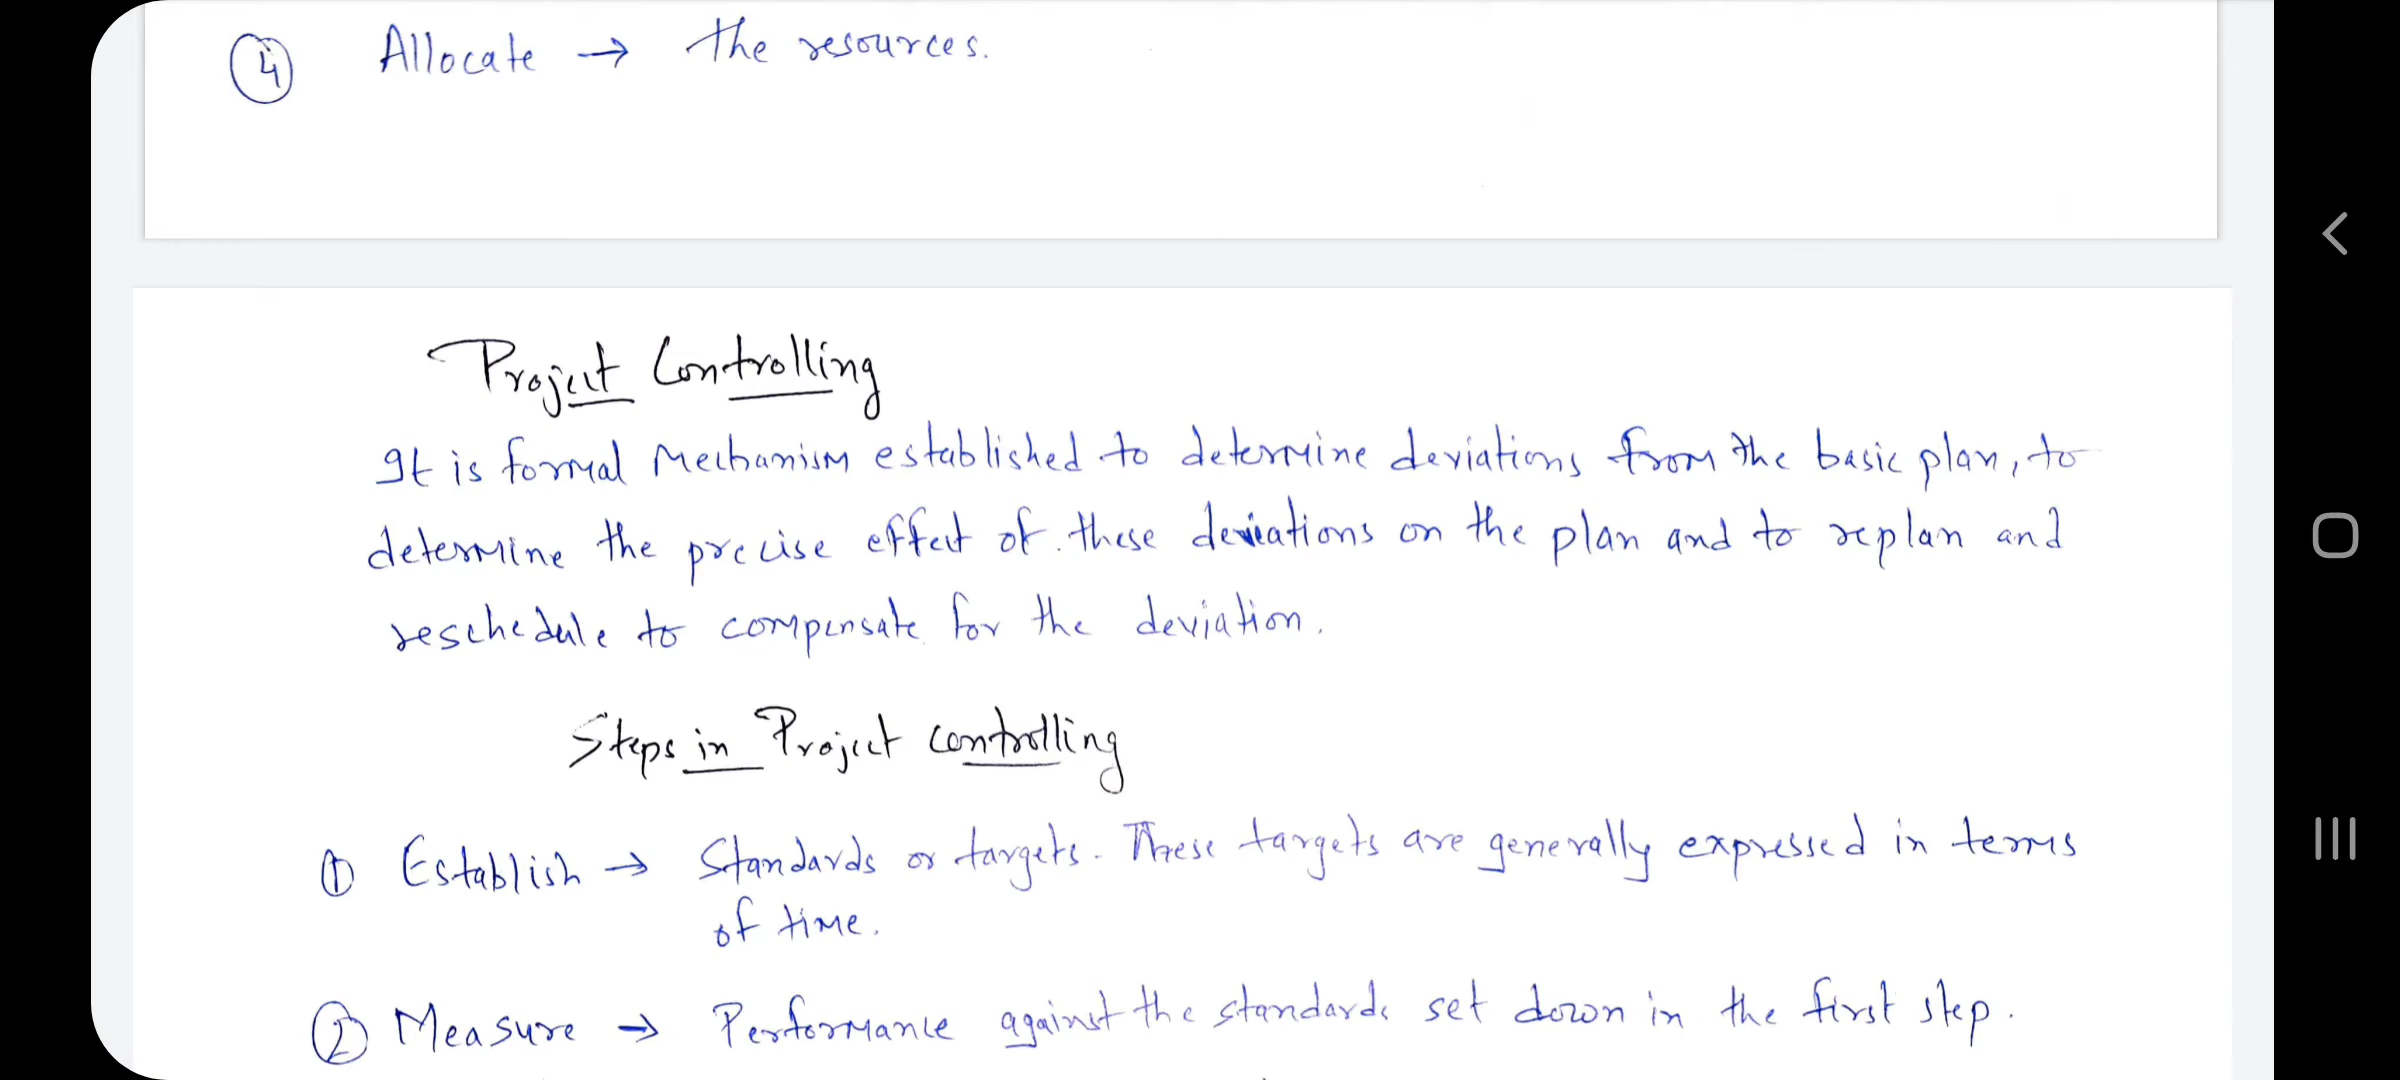 ④ Allocate → the resources.
Project Controlling
It is formal Mechanism established to determine deviations from the basic plan, to
determine the precise effect of these deviations on the plan and to replan and
reschedule to compensate for the deviation.
Steps in Project controlling
① Establish → Standards or targets. These targets are generally expressed in terms
of time.
② Measure → Performance against the standards set down in the first step.